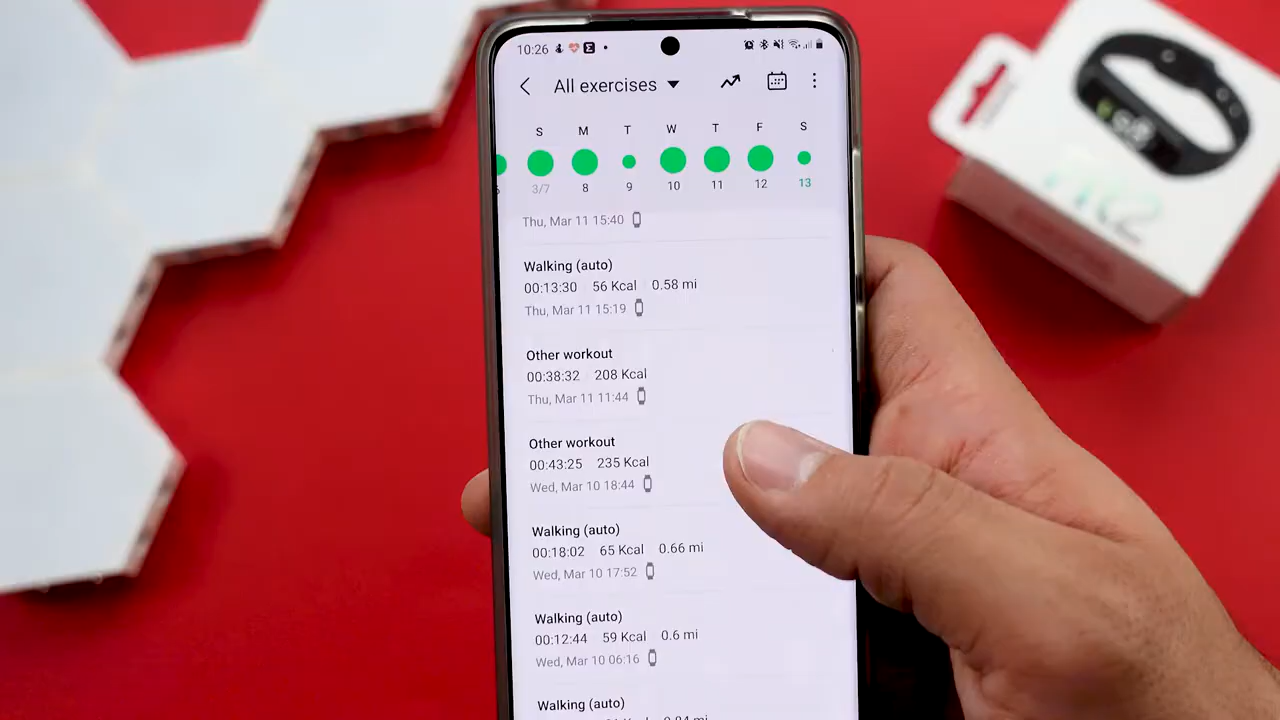 10:26
All exercises
S M T W T F S
3/7 8 9 10 11 12 13
Thu, Mar 11 15:40
Walking (auto)
00:13:30 56 Kcal 0.58 mi
Thu, Mar 11 15:19
Other workout
00:38:32 208 Kcal
Thu, Mar 11 11:44
Other workout
00:43:25 235 Kcal
Wed, Mar 10 18:44
Walking (auto)
00:18:02 65 Kcal 0.66 mi
Wed, Mar 10 17:52
Walking (auto)
00:12:44 59 Kcal 0.6 mi
Wed, Mar 10 06:16
Walking (auto)